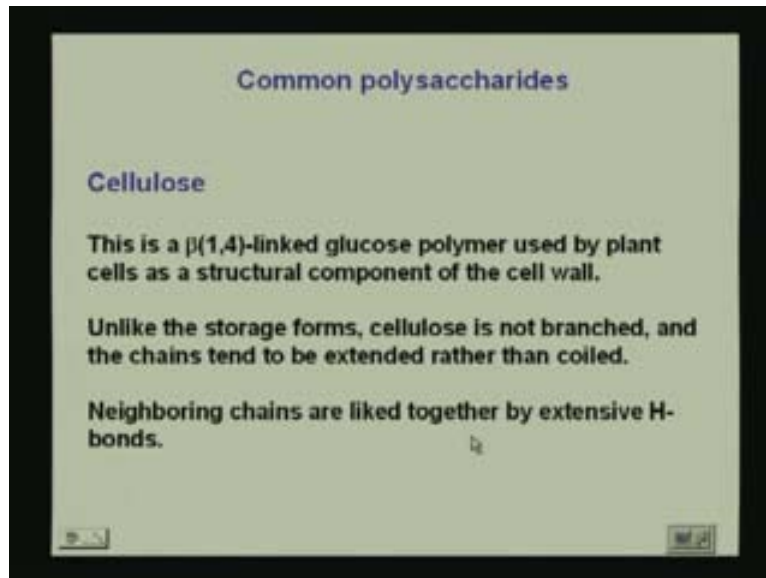 Common polysaccharides
Cellulose
This is a β(1,4)-linked glucose polymer used by plant
cells as a structural component of the cell wall.
Unlike the storage forms, cellulose is not branched, and
the chains tend to be extended rather than coiled.
Neighboring chains are liked together by extensive H-
bonds.